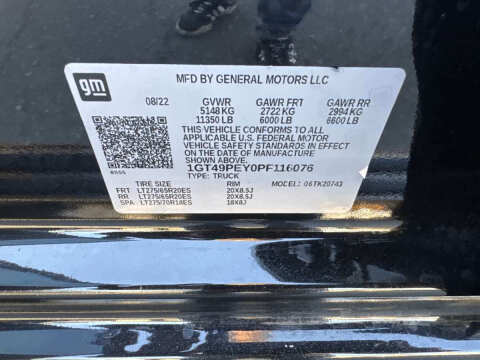 gm
MFD BY GENERAL MOTORS LLC
08/22 GVWR GAWR FRT GAWR RR
5148 KG 2722 KG 2994 KG
11350 LB 6000 LB 6600 LB
THIS VEHICLE CONFORMS TO ALL
APPLICABLE U.S. FEDERAL MOTOR
VEHICLE SAFETY STANDARDS IN EFFECT
ON THE DATE OF MANUFACTURE
SHOWN ABOVE.
1GT49PEY0PF116076
TYPE: TRUCK
TIRE SIZE RIM MODEL: 06TK20743
FRT LT275/65R20ES 20X8.5J
RR LT275/65R20ES 20X8.5J
SPA LT275/70R18ES 18X8J